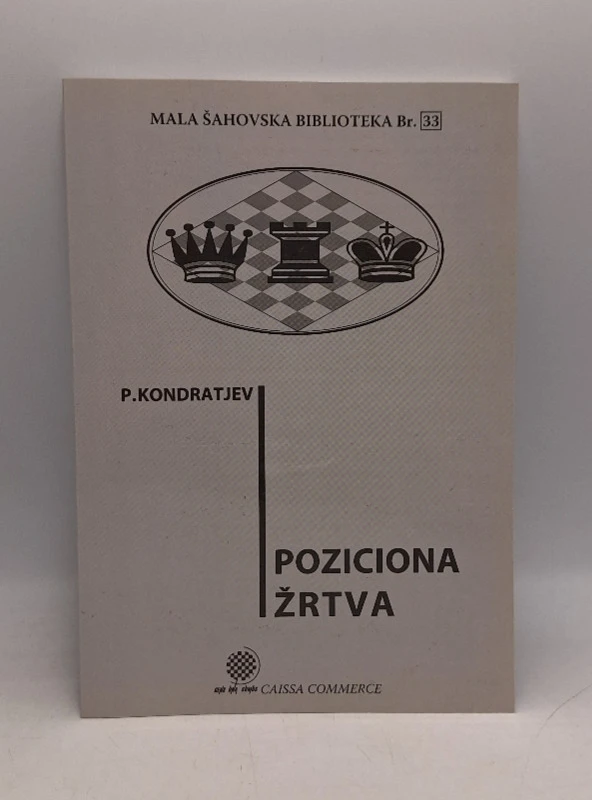 MALA ŠAHOVSKA BIBLIOTEKA Br. 33
P.KONDRATJEV
POZICIONA
ŽRTVA
CAISSA COMMERCE